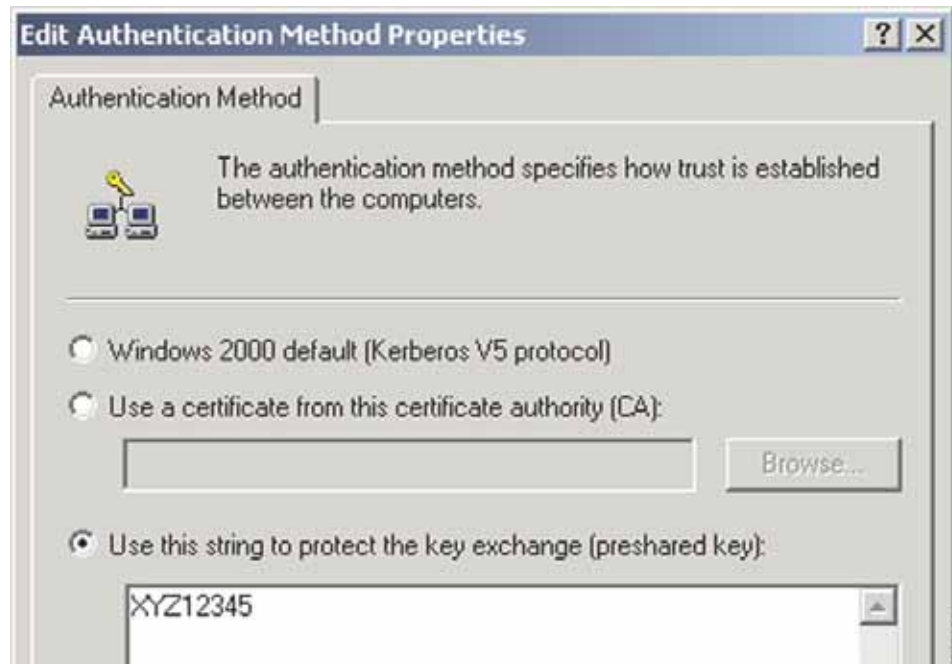 Edit Authentication Method Properties
Authentication Method
The authentication method specifies how trust is established
between the computers.
Windows 2000 default (Kerberos V5 protocol)
Use a certificate from this certificate authority (CA):
Browse...
Use this string to protect the key exchange (preshared key):
XYZ12345